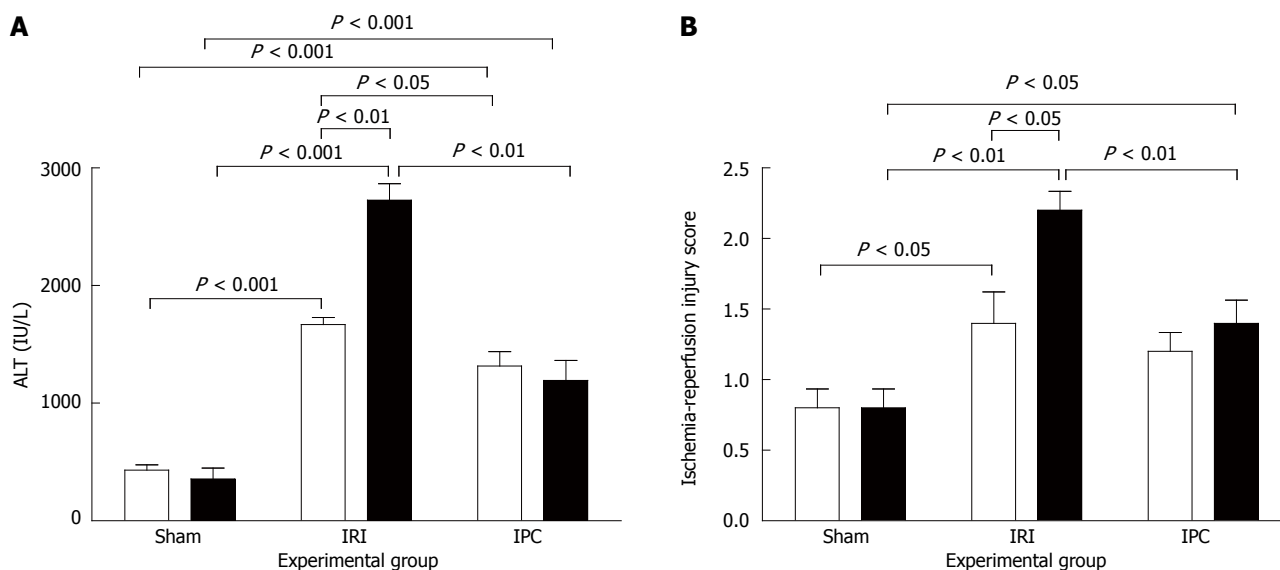 A
P < 0.001
P < 0.001
P < 0.05
P < 0.01
P < 0.001
P < 0.01
P < 0.001
3000
2000
1000
0
ALT (IU/L)
Sham
IRI
IPC
Experimental group
B
P < 0.05
P < 0.05
P < 0.01
P < 0.01
P < 0.05
2.5
2.0
1.5
1.0
0.5
0.0
Ischemia-reperfusion injury score
Sham
IRI
IPC
Experimental group